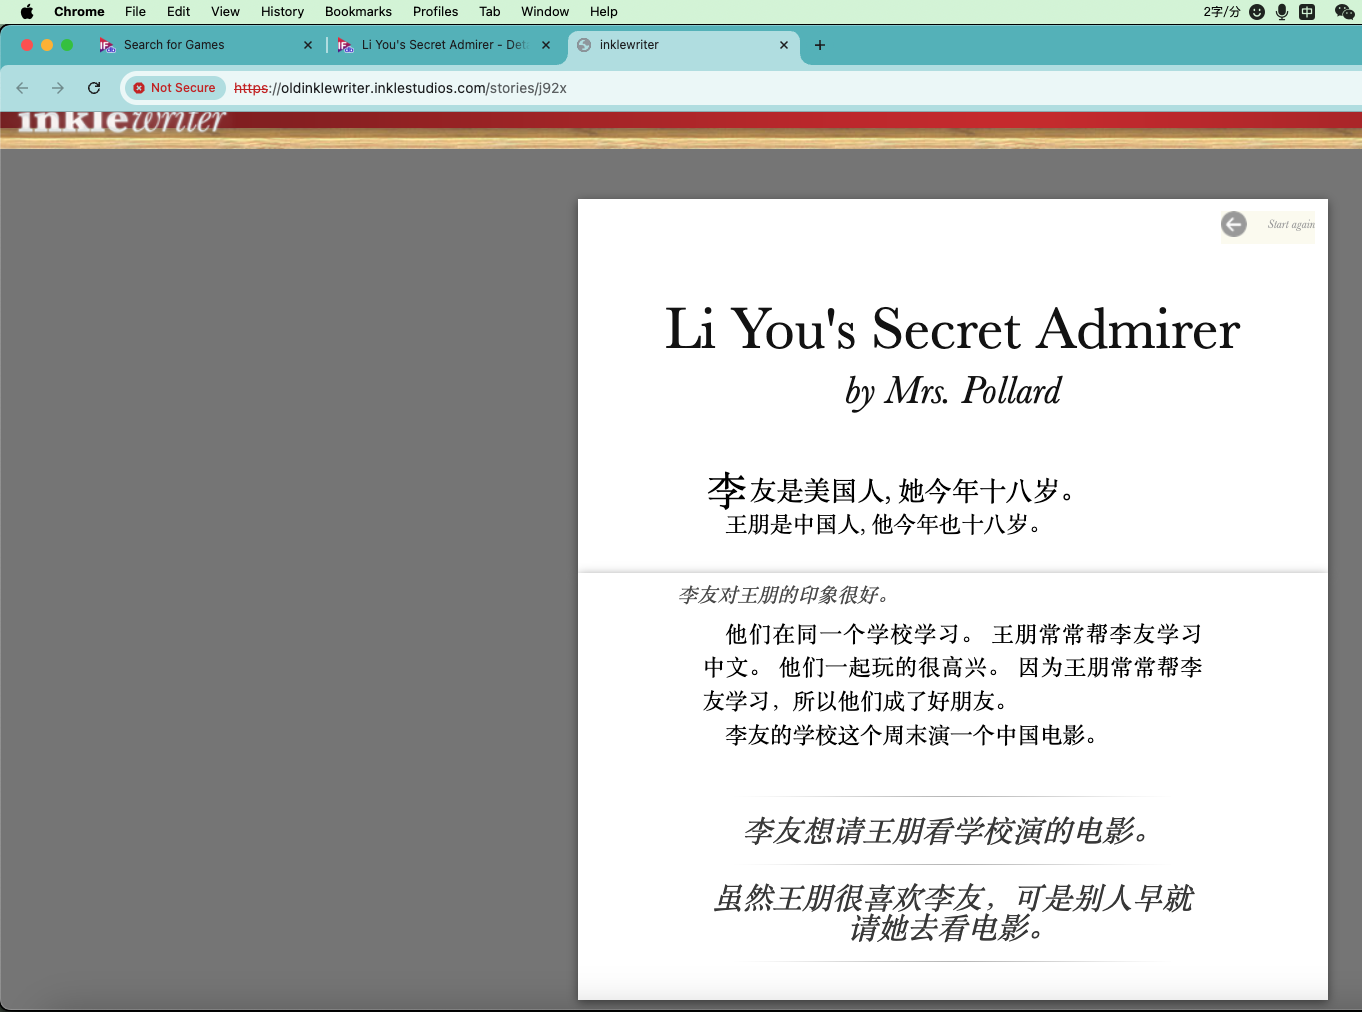 Chrome File Edit View History Bookmarks Profiles Tab Window Help 2字/分 中
Search for Games Li You's Secret Admirer - Det inklewriter
Not Secure https://oldinklewriter.inklestudios.com/stories/j92x
inklewriter
Start again
Li You's Secret Admirer
by Mrs. Pollard
李友是美国人, 她今年十八岁。
王朋是中国人, 他今年也十八岁。
李友对王朋的印象很好。
他们在同一个学校学习。 王朋常常帮李友学习
中文。 他们一起玩的很高兴。 因为王朋常常帮李
友学习，所以他们成了好朋友。
李友的学校这个周末演一个中国电影。
李友想请王朋看学校演的电影。
虽然王朋很喜欢李友，可是别人早就
请她去看电影。